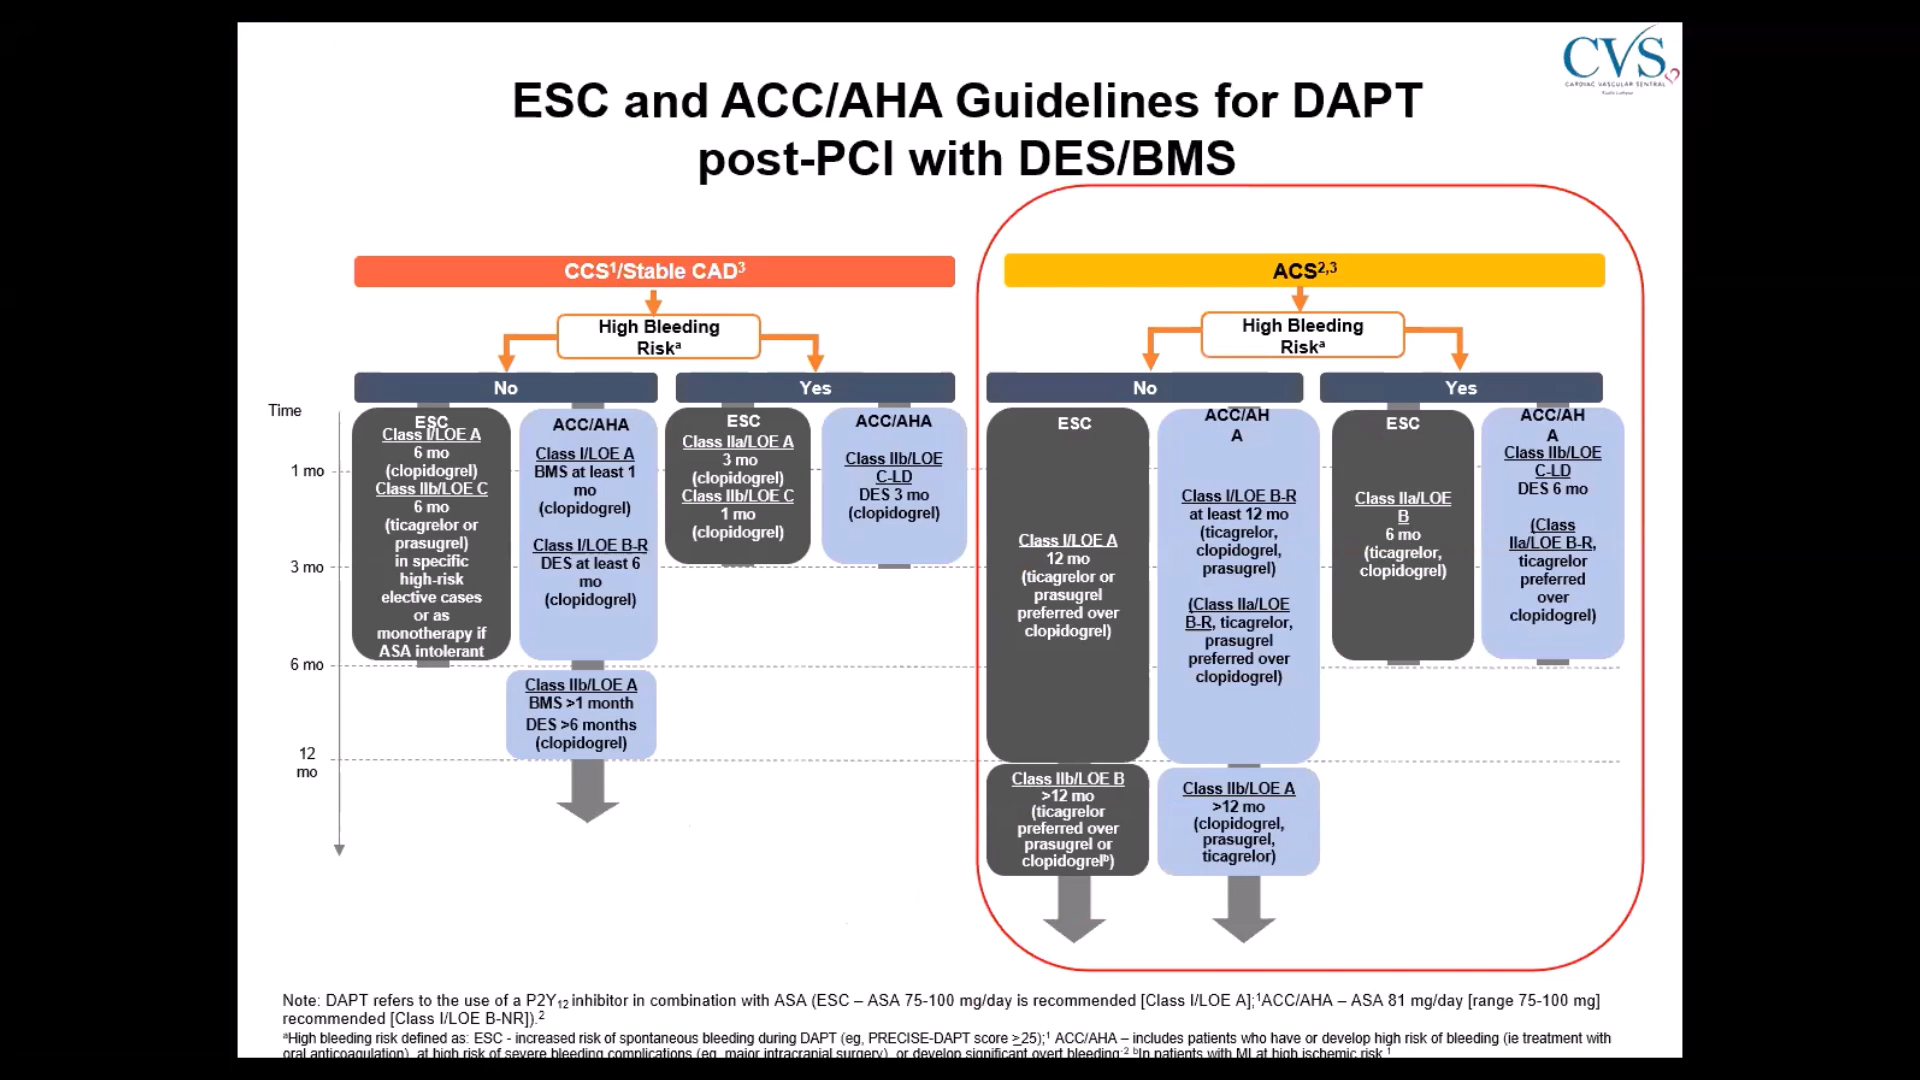 CVS
CARDIAC VASCULAR SENTRAL
Kuala Lumpur
ESC and ACC/AHA Guidelines for DAPT
post-PCI with DES/BMS
CCS¹/Stable CAD³
High Bleeding
Riskᵃ
No
Yes
ACS²,³
High Bleeding
Riskᵃ
No
Yes
Time
1 mo
3 mo
6 mo
12
mo
ESC
Class I/LOE A
6 mo
(clopidogrel)
Class IIb/LOE C
6 mo
(ticagrelor or
prasugrel)
in specific
high-risk
elective cases
or as
monotherapy if
ASA intolerant
ACC/AHA
Class I/LOE A
BMS at least 1
mo
(clopidogrel)
Class I/LOE B-R
DES at least 6
mo
(clopidogrel)
Class IIb/LOE A
BMS >1 month
DES >6 months
(clopidogrel)
ESC
Class IIa/LOE A
3 mo
(clopidogrel)
Class IIb/LOE C
1 mo
(clopidogrel)
ACC/AHA
Class IIb/LOE
C-LD
DES 3 mo
(clopidogrel)
ESC
Class I/LOE A
12 mo
(ticagrelor or
prasugrel
preferred over
clopidogrel)
Class IIb/LOE B
>12 mo
(ticagrelor
preferred over
prasugrel or
clopidogrelᵇ)
ACC/AH
A
Class I/LOE B-R
at least 12 mo
(ticagrelor,
clopidogrel,
prasugrel)
(Class IIa/LOE
B-R, ticagrelor,
prasugrel
preferred over
clopidogrel)
Class IIb/LOE A
>12 mo
(clopidogrel,
prasugrel,
ticagrelor)
ESC
Class IIa/LOE
B
6 mo
(ticagrelor,
clopidogrel)
ACC/AH
A
Class IIb/LOE
C-LD
DES 6 mo
(Class
IIa/LOE B-R,
ticagrelor
preferred
over
clopidogrel)
Note: DAPT refers to the use of a P2Y₁₂ inhibitor in combination with ASA (ESC – ASA 75-100 mg/day is recommended [Class I/LOE A];¹ACC/AHA – ASA 81 mg/day [range 75-100 mg]
recommended [Class I/LOE B-NR]).²
ᵃHigh bleeding risk defined as: ESC - increased risk of spontaneous bleeding during DAPT (eg, PRECISE-DAPT score ≥25);¹ ACC/AHA – includes patients who have or develop high risk of bleeding (ie treatment with
oral anticoagulation), at high risk of severe bleeding complications (eg, major intracranial surgery), or develop significant overt bleeding.² ᵇIn patients with MI at high ischemic risk.¹